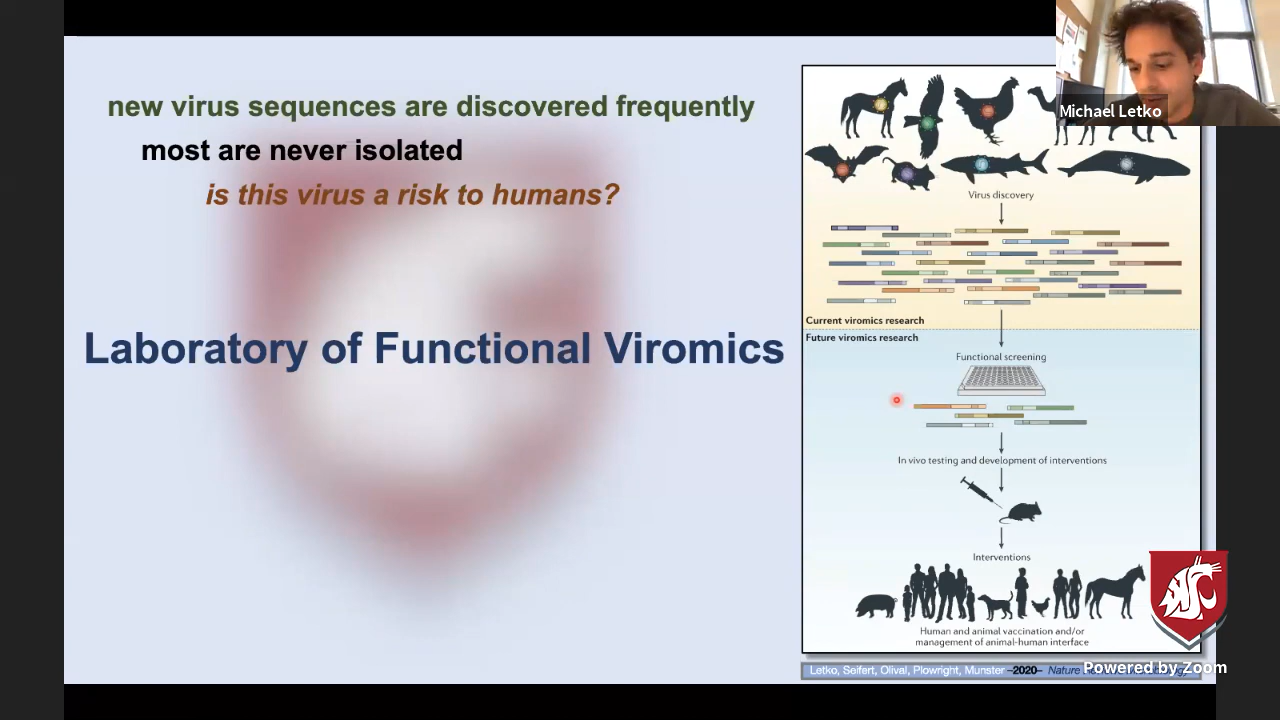 new virus sequences are discovered frequently
most are never isolated
is this virus a risk to humans?
Laboratory of Functional Viromics
Michael Letko
Virus discovery
Current viromics research
Future viromics research
Functional screening
In vivo testing and development of interventions
Interventions
Human and animal vaccination and/or
management of animal-human interface
Letko, Seifert, Olival, Plowright, Munster –2020– Nature
Powered by Zoom